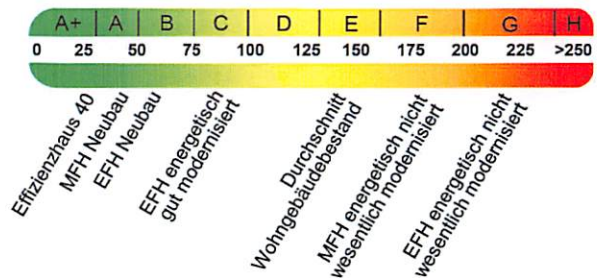 A+ A B C D E F G H
0 25 50 75 100 125 150 175 200 225 >250
Effizienzhaus 40
MFH Neubau
EFH Neubau
EFH energetisch
gut modernisiert
Durchschnitt
Wohngebäudebestand
MFH energetisch nicht
wesentlich modernisiert
EFH energetisch nicht
wesentlich modernisiert